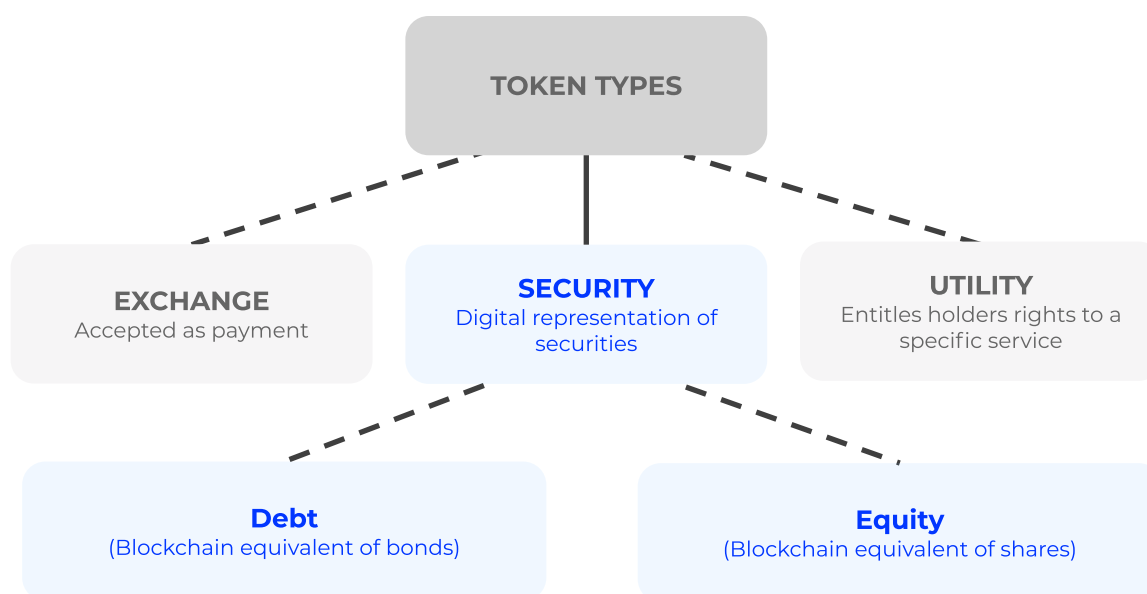 TOKEN TYPES
EXCHANGE
Accepted as payment
SECURITY
Digital representation of
securities
UTILITY
Entitles holders rights to a
specific service
Debt
(Blockchain equivalent of bonds)
Equity
(Blockchain equivalent of shares)